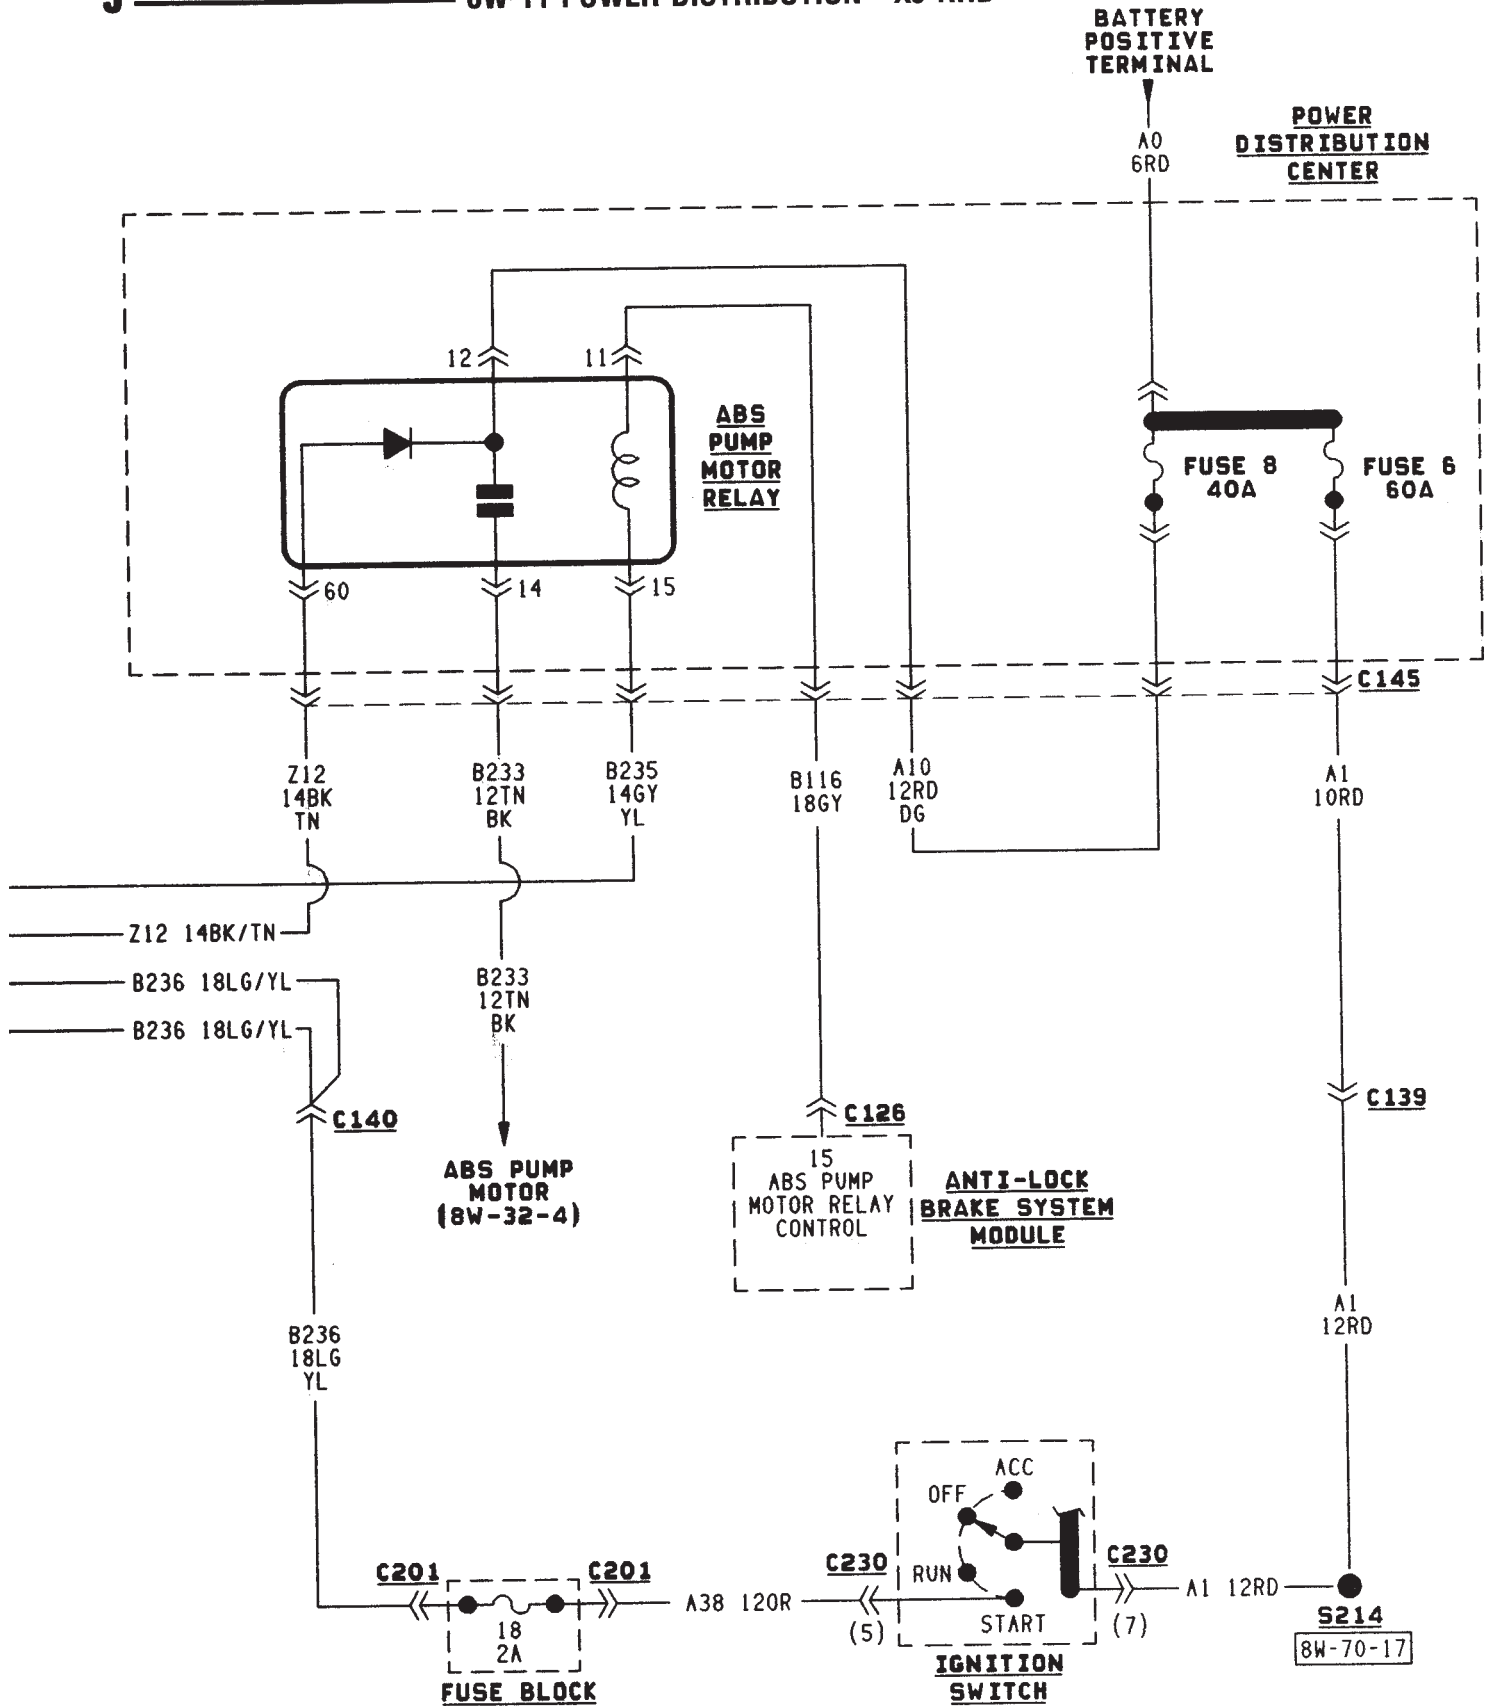 BATTERY
POSITIVE
TERMINAL
A0
6RD
POWER
DISTRIBUTION
CENTER
12
11
ABS
PUMP
MOTOR
RELAY
FUSE 8
40A
FUSE 6
60A
60
14
15
C145
Z12
14BK
TN
B233
12TN
BK
B235
14GY
YL
B116
18GY
A10
12RD
DG
A1
10RD
Z12 14BK/TN
B236 18LG/YL
B236 18LG/YL
B233
12TN
BK
C140
C126
C139
ABS PUMP
MOTOR
(8W-32-4)
15
ABS PUMP
MOTOR RELAY
CONTROL
ANTI-LOCK
BRAKE SYSTEM
MODULE
B236
18LG
YL
A1
12RD
ACC
OFF
RUN
START
C201
C201
C230
C230
A38 12OR
A1 12RD
(5)
(7)
18
2A
FUSE BLOCK
IGNITION
SWITCH
S214
8W-70-17